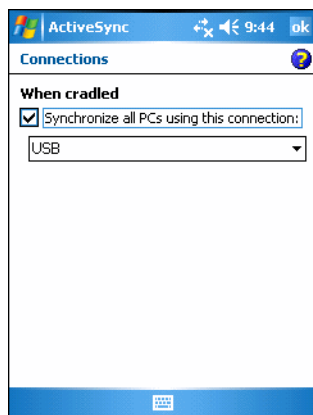 ActiveSync 9:44 ok
Connections
When cradled
Synchronize all PCs using this connection:
USB